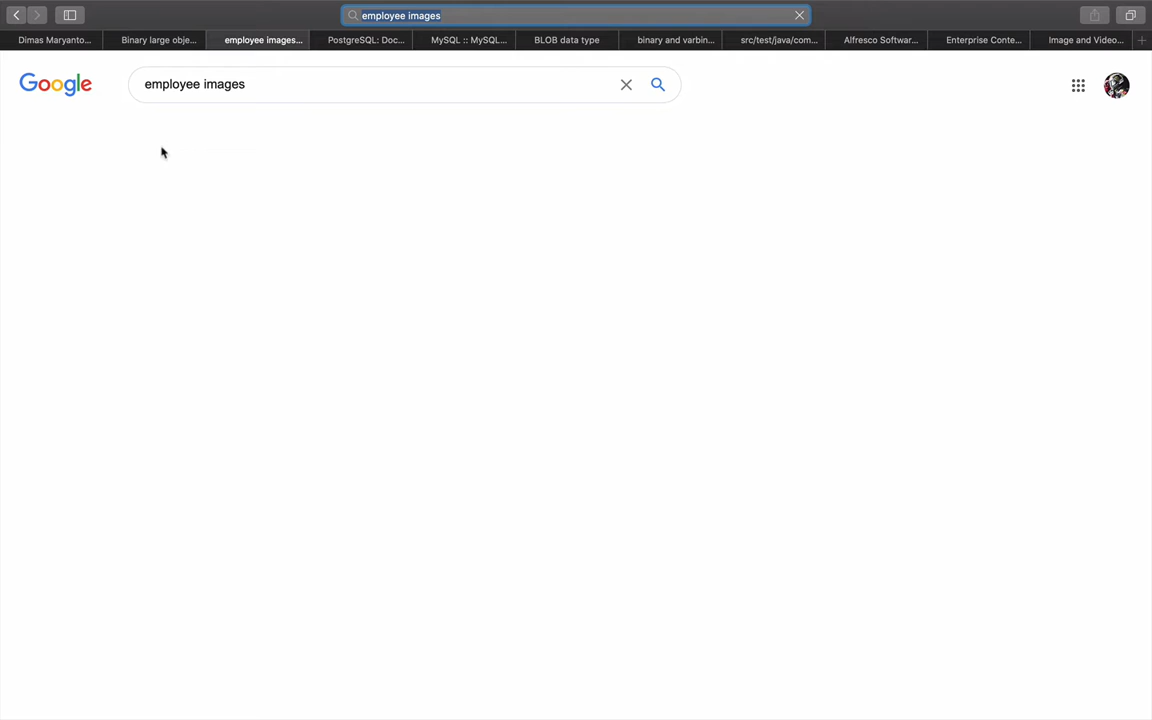 employee images
Dimas Maryanto...
Binary large obje...
employee images...
PostgreSQL: Doc...
MySQL :: MySQL...
BLOB data type
binary and varbin...
src/test/java/com...
Alfresco Softwar...
Enterprise Conte...
Image and Video...
Google
employee images